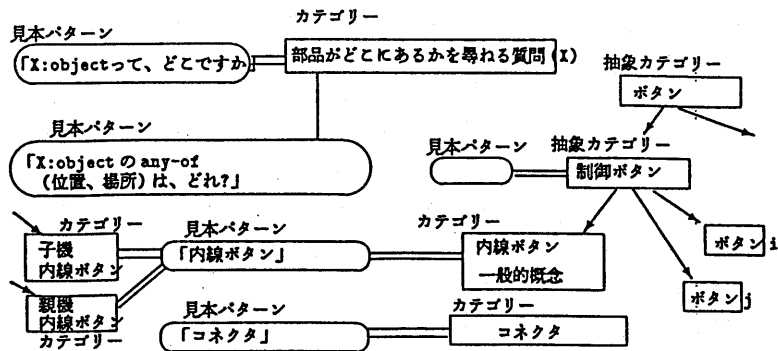 カテゴリー
見本パターン
「X:objectって、どこですか」
部品がどこにあるかを尋ねる質問(X)
抽象カテゴリー
ボタン
見本パターン
「X:object の any-of
(位置、場所)は、どれ?」
見本パターン
抽象カテゴリー
制御ボタン
カテゴリー
子機
内線ボタン
見本パターン
「内線ボタン」
カテゴリー
内線ボタン
一般的概念
ボタンi
ボタンj
親機
内線ボタン
カテゴリー
見本パターン
「コネクタ」
カテゴリー
コネクタ